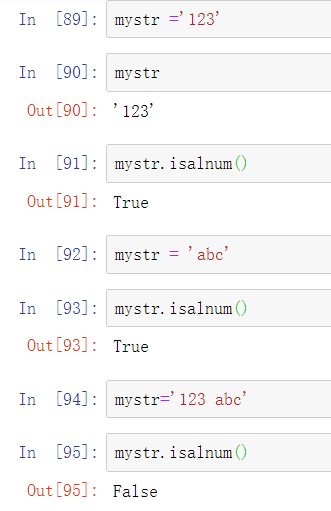 In [89]: mystr ='123'
In [90]: mystr
Out[90]: '123'
In [91]: mystr.isalnum()
Out[91]: True
In [92]: mystr = 'abc'
In [93]: mystr.isalnum()
Out[93]: True
In [94]: mystr='123 abc'
In [95]: mystr.isalnum()
Out[95]: False